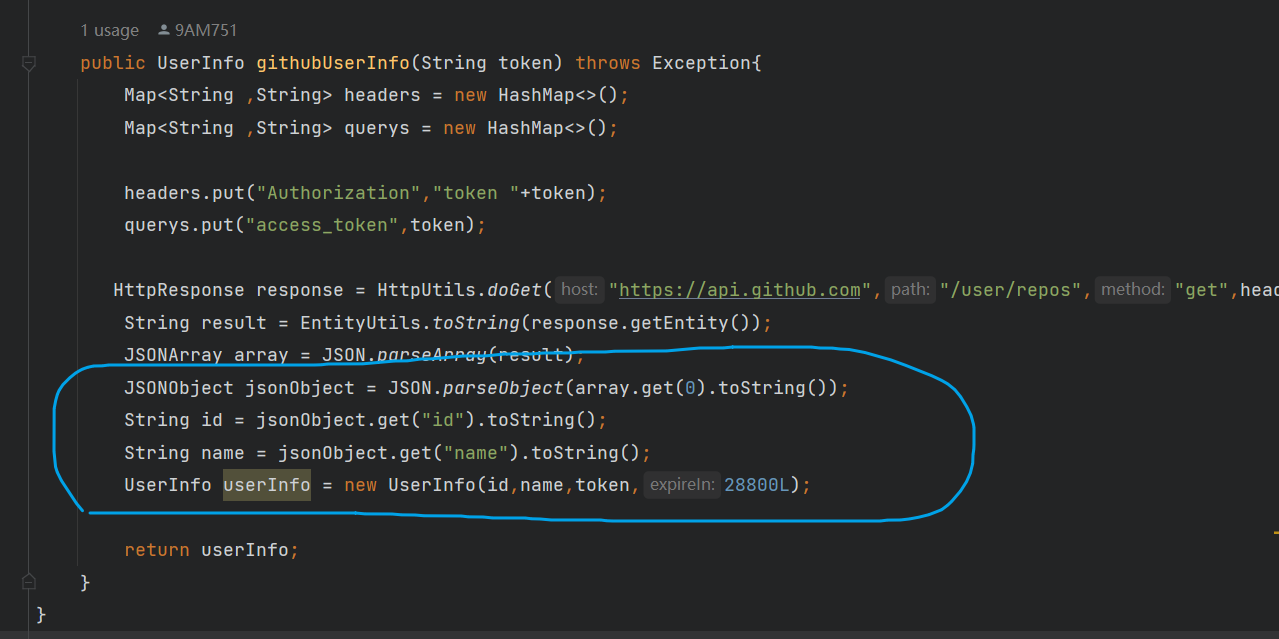 1 usage 9AM751
public UserInfo githubUserInfo(String token) throws Exception{
Map<String ,String> headers = new HashMap<>();
Map<String ,String> querys = new HashMap<>();
headers.put("Authorization","token "+token);
querys.put("access_token",token);
HttpResponse response = HttpUtils.doGet( host: "https://api.github.com", path: "/user/repos", method: "get",head
String result = EntityUtils.toString(response.getEntity());
JSONArray array = JSON.parseArray(result);
JSONObject jsonObject = JSON.parseObject(array.get(0).toString());
String id = jsonObject.get("id").toString();
String name = jsonObject.get("name").toString();
UserInfo userInfo = new UserInfo(id,name,token, expireIn: 28800L);
return userInfo;
}
}